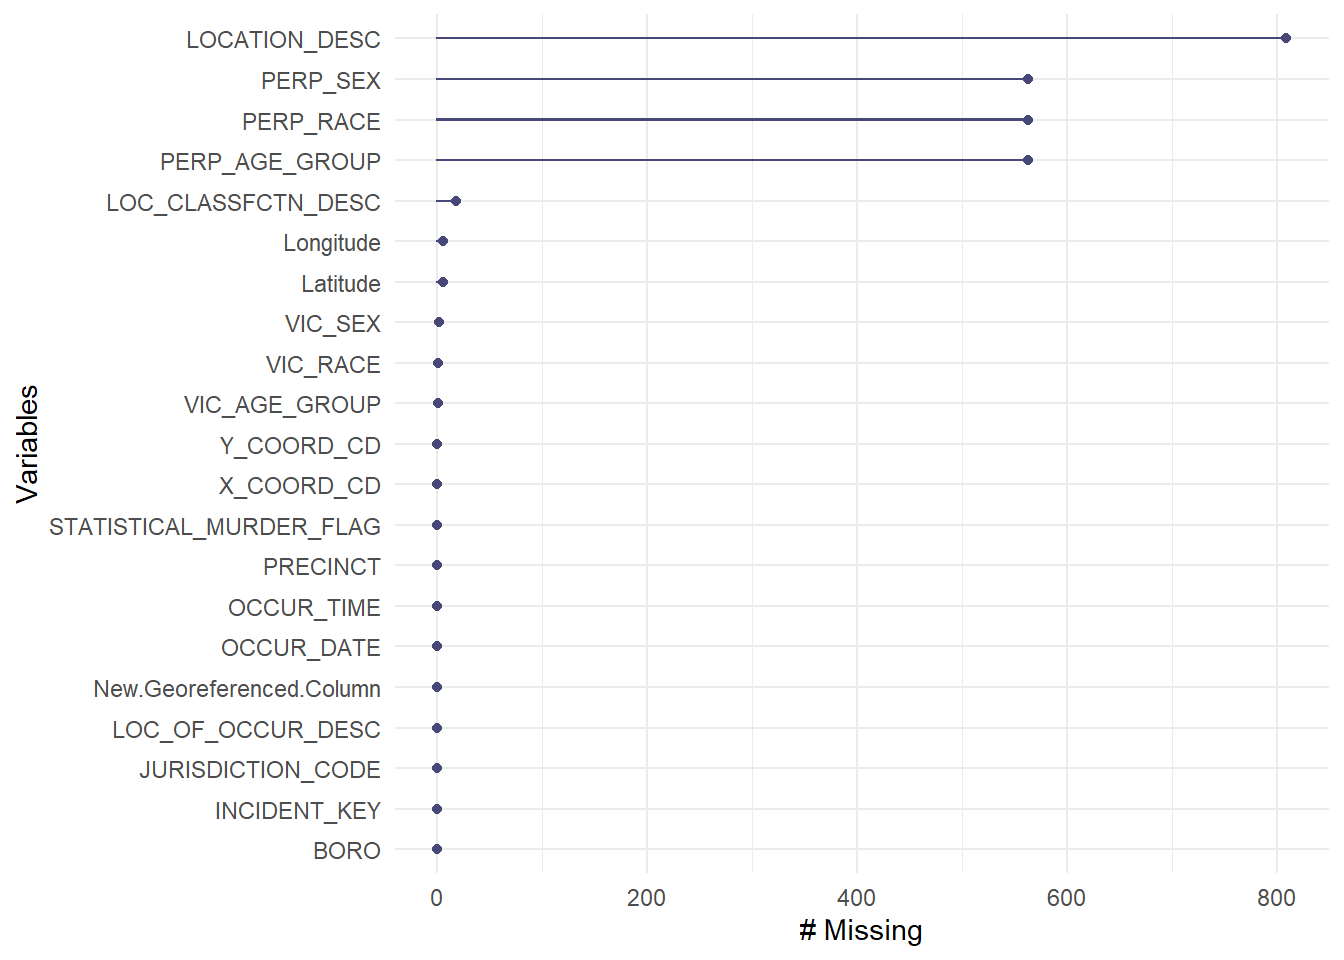 LOCATION_DESC
PERP_SEX
PERP_RACE
PERP_AGE_GROUP
LOC_CLASSFCTN_DESC
Longitude
Latitude
VIC_SEX
VIC_RACE
VIC_AGE_GROUP
Y_COORD_CD
X_COORD_CD
STATISTICAL_MURDER_FLAG
PRECINCT
OCCUR_TIME
OCCUR_DATE
New.Georeferenced.Column
LOC_OF_OCCUR_DESC
JURISDICTION_CODE
INCIDENT_KEY
BORO
Variables
0 200 400 600 800
# Missing